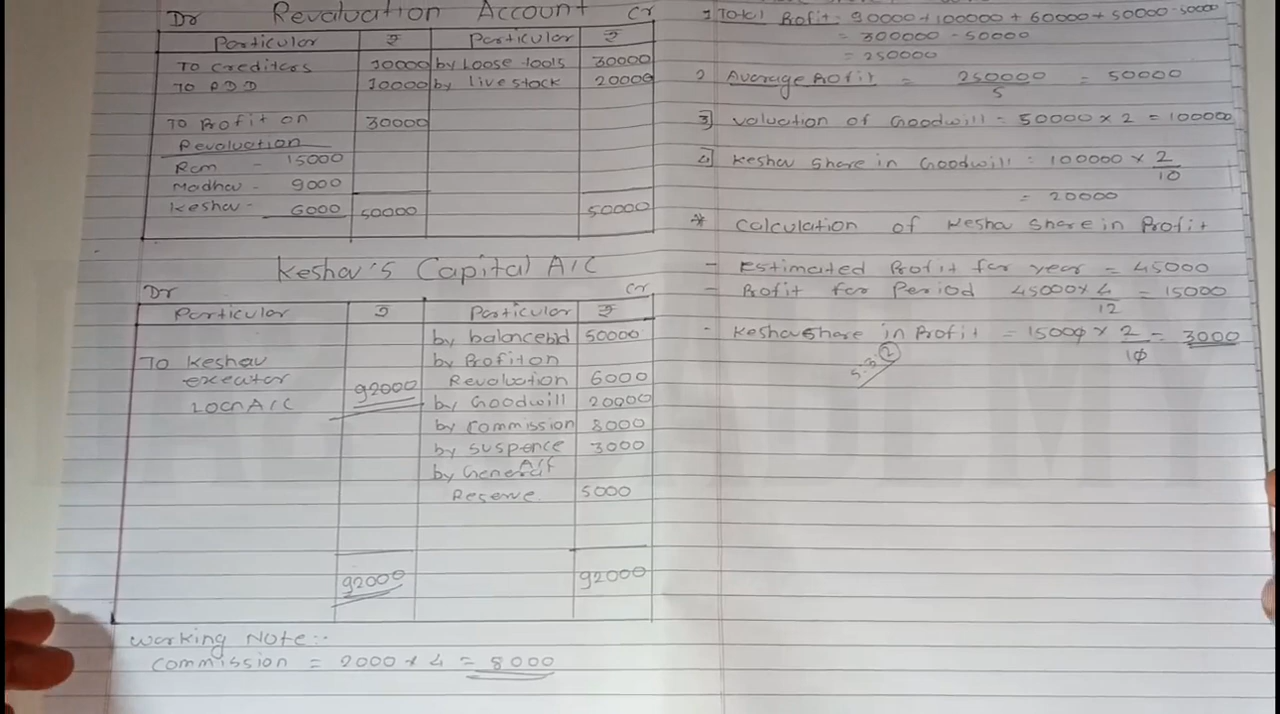 Dr Revaluation Account Cr
Particular ₹ Particular ₹
To Creditors 10000 by Loose tools 30000
To RDD 10000 by live stock 20000
To Profit on 30000
Revaluation
Ram - 15000
Madhav - 9000
Keshav - 6000 50000 50000
Keshav's Capital A/C
Dr Cr
Particular ₹ Particular ₹
by balance b/d 50000
To Keshav by Profit on
executor 92000 Revaluation 6000
Loan A/C by Goodwill 20000
by commission 8000
by suspence 3000
A/c
by General
Reserve 5000
92000 92000
Working Note:-
Commission = 2000 × 4 = 8000
1 Total Profit = 90000 + 100000 + 60000 + 50000 - 50000
= 300000 - 50000
= 250000
2 Average Profit = 250000 / 5 = 50000
3] valuation of Goodwill = 50000 × 2 = 100000
4] Keshav share in Goodwill = 100000 × 2 / 10
= 20000
* Calculation of Keshav Share in Profit
- Estimated Profit for year = 45000
- Profit for Period 45000 × 4 / 12 = 15000
- Keshav share in Profit = 15000 × 2 / 10 = 3000
5:3:2